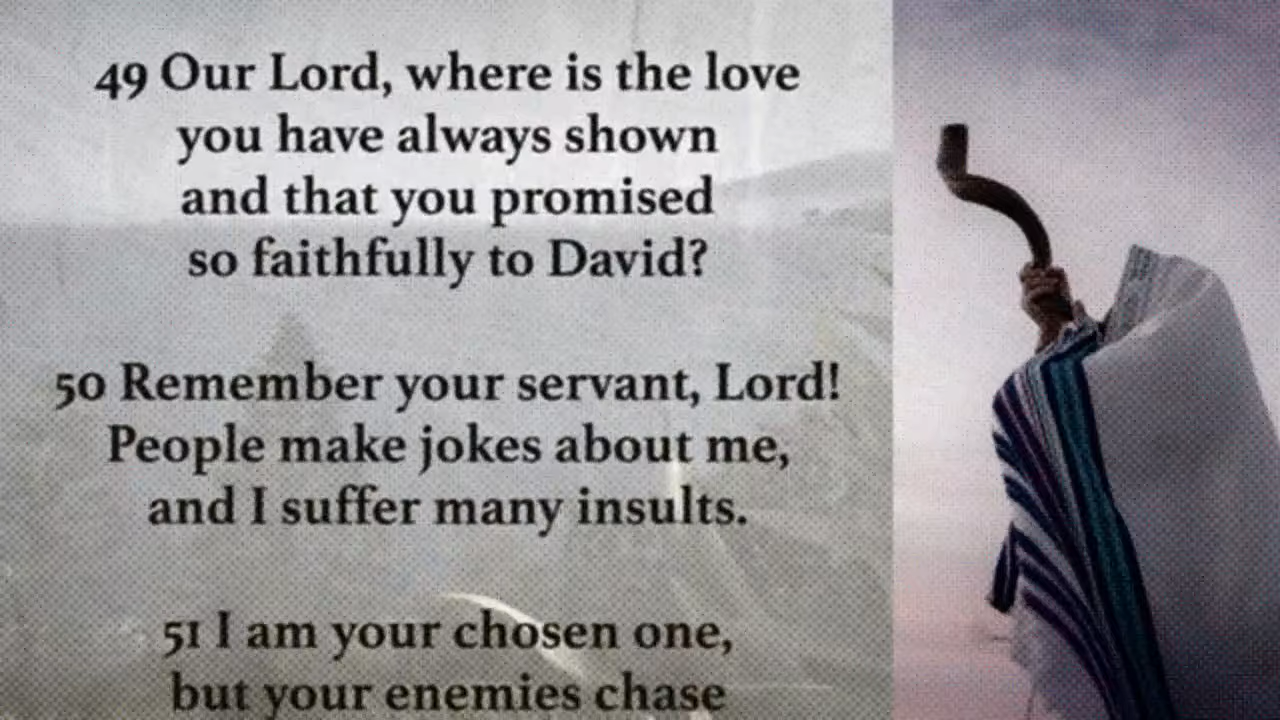 49 Our Lord, where is the love
you have always shown
and that you promised
so faithfully to David?
50 Remember your servant, Lord!
People make jokes about me,
and I suffer many insults.
51 I am your chosen one,
but your enemies chase